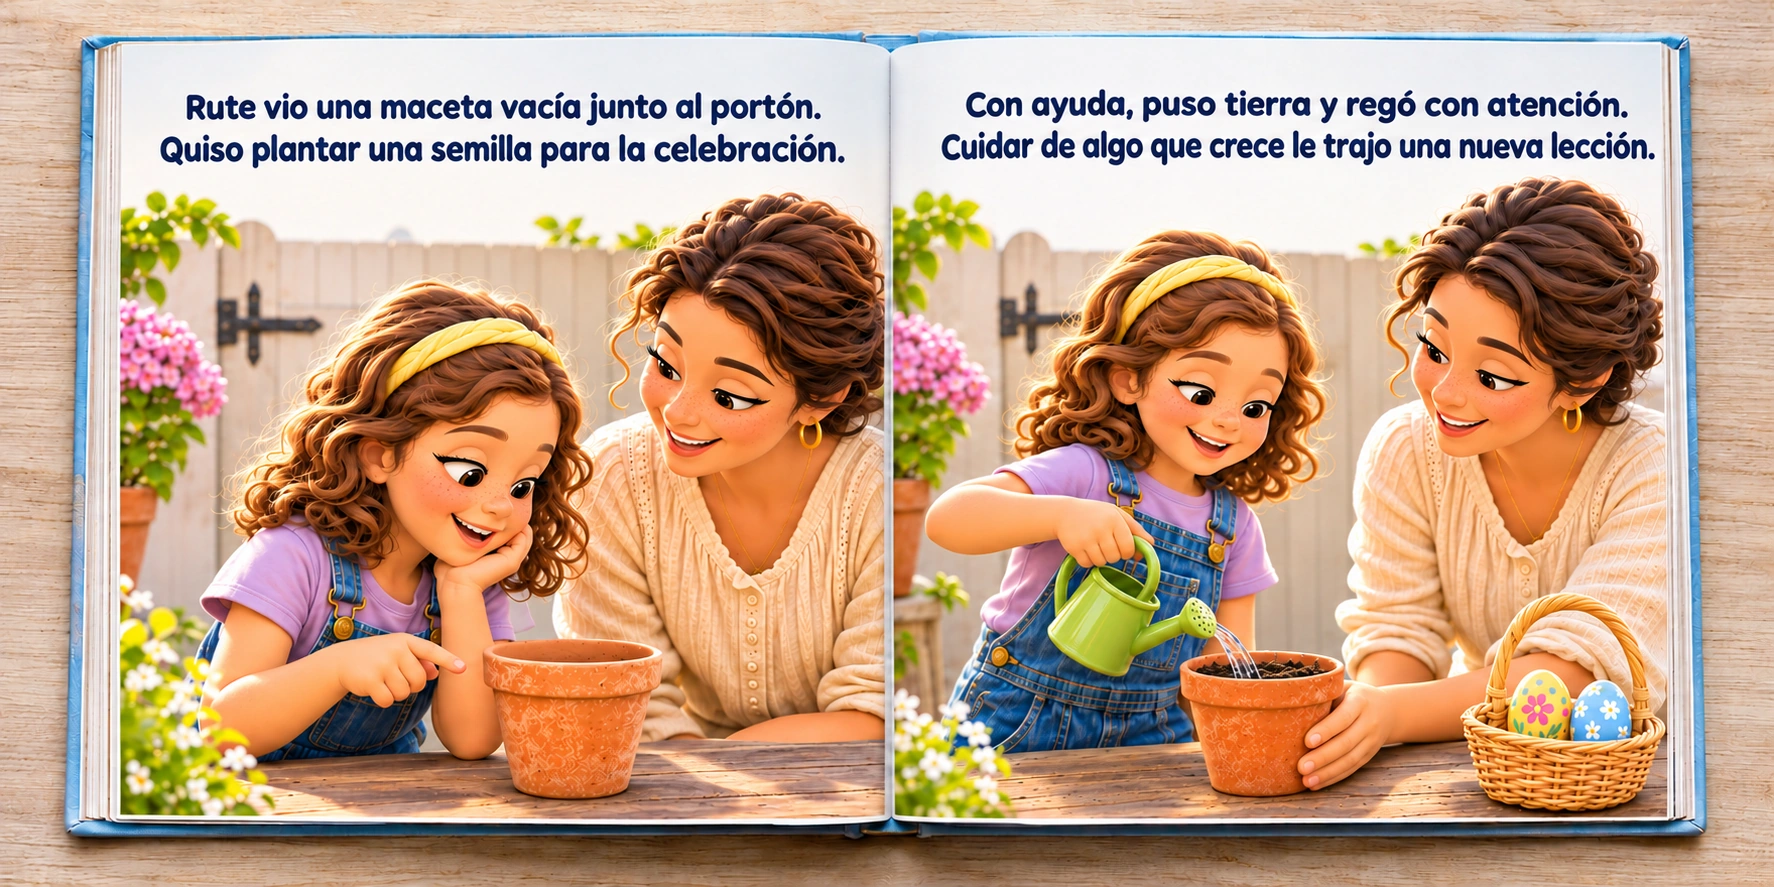 Rute vio una maceta vacía junto al portón.
Quiso plantar una semilla para la celebración.
Con ayuda, puso tierra y regó con atención.
Cuidar de algo que crece le trajo una nueva lección.